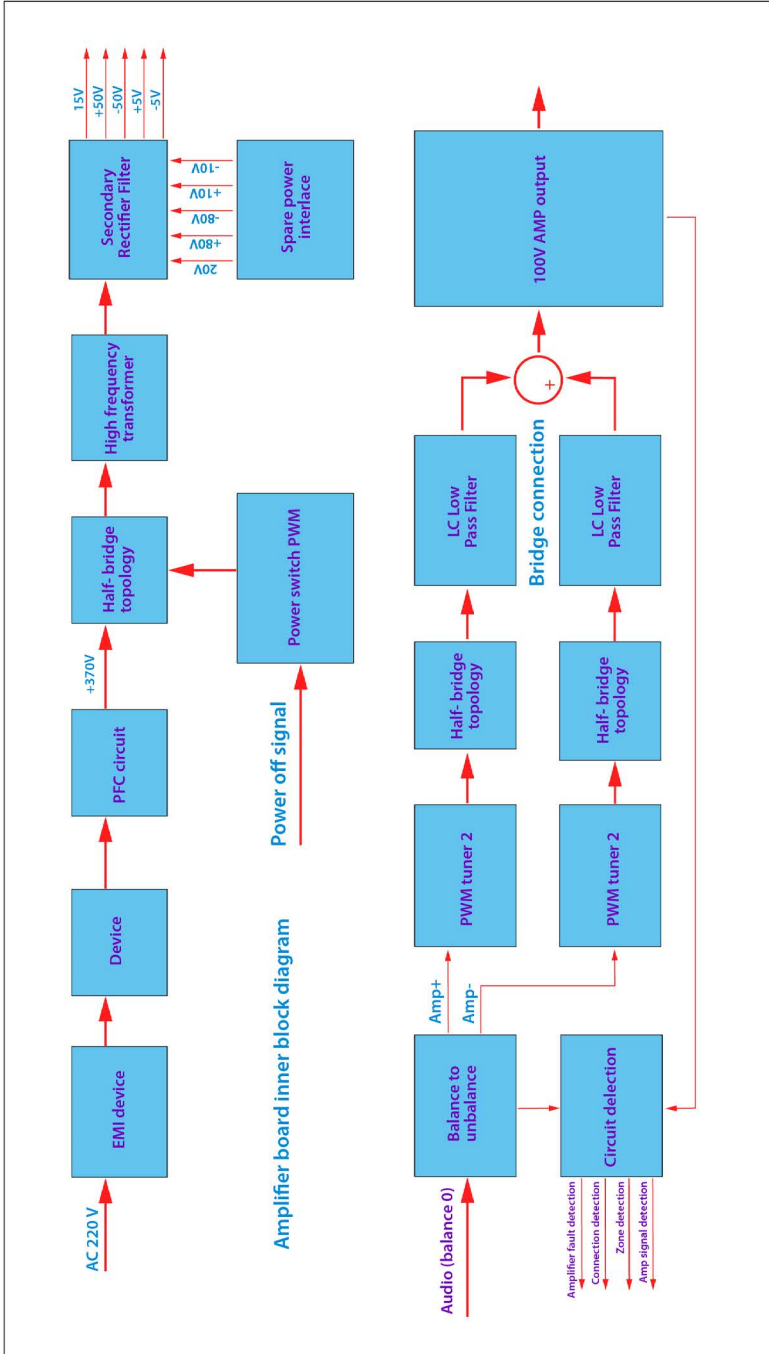 AC 220 V
EMI device
Device
PFC circuit
+370V
Half- bridge
topology
High frequency
transformer
Secondary
Rectifier Filter
15V
+50V
-50V
+5V
-5V
Power off signal
Power switch PWM
20V
+80V
-80V
+10V
-10V
Spare power
interlace
Amplifier board inner block diagram
Audio (balance 0)
Balance to
unbalance
Amp+
Amp-
PWM tuner 2
Half- bridge
topology
LC Low
Pass Filter
Bridge connection
+
100V AMP output
PWM tuner 2
Half- bridge
topology
LC Low
Pass Filter
Circuit delection
Amplifier fault detection
Connection detection
Zone detection
Amp signal detection